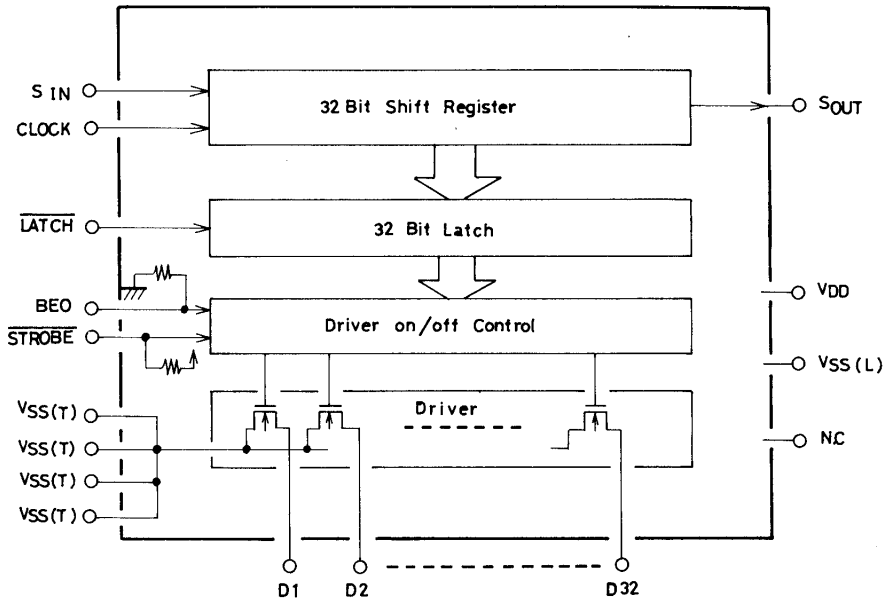 S IN
CLOCK
32 Bit Shift Register
SOUT
LATCH
32 Bit Latch
BEO
STROBE
Driver on/off Control
VDD
VSS(L)
N.C
VSS(T)
VSS(T)
VSS(T)
VSS(T)
Driver
D1
D2
D32